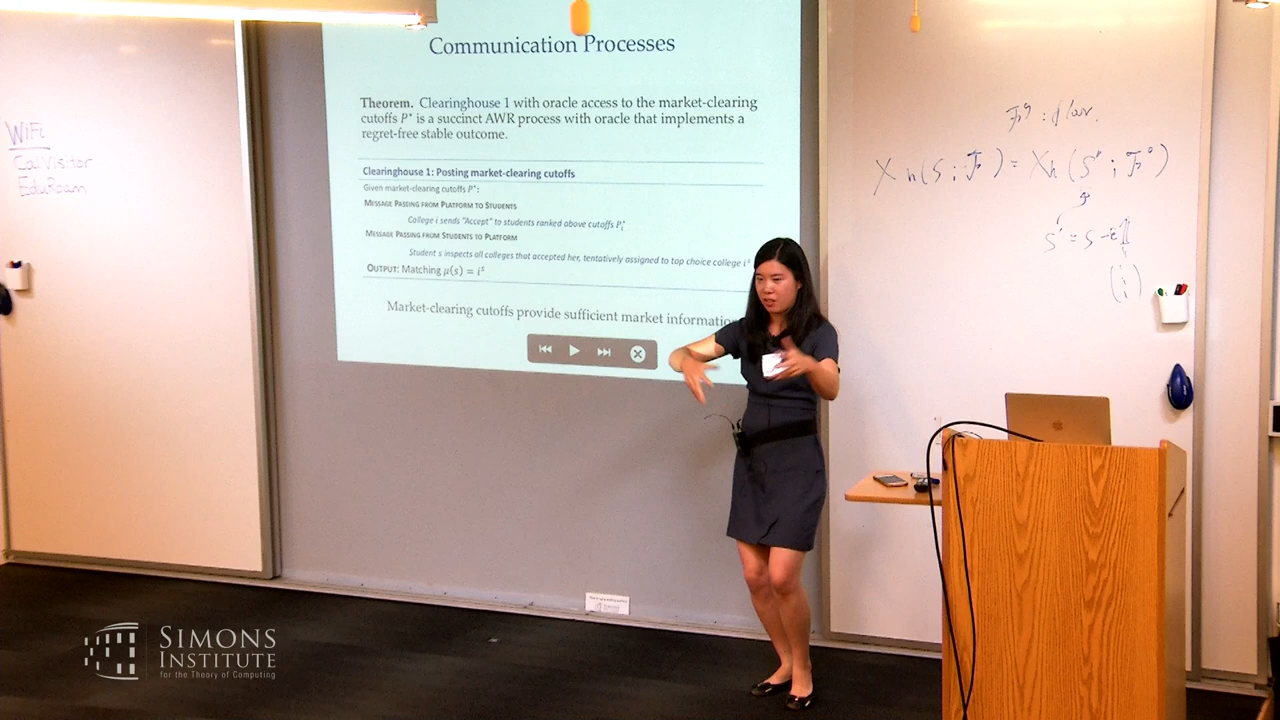 Communication Processes
Theorem. Clearinghouse 1 with oracle access to the market-clearing
cutoffs P* is a succinct AWR process with oracle that implements a
regret-free stable outcome.
Clearinghouse 1: Posting market-clearing cutoffs
Given market-clearing cutoffs P*:
MESSAGE PASSING FROM PLATFORM TO STUDENTS
College i sends "Accept" to students ranked above cutoffs P*i
MESSAGE PASSING FROM STUDENTS TO PLATFORM
Student s inspects all colleges that accepted her, tentatively assigned to top choice college i^s
OUTPUT: Matching μ(s) = i^s
Market-clearing cutoffs provide sufficient market
WiFi
CalVisitor
EduRoam
SIMONS
INSTITUTE
for the Theory of Computing